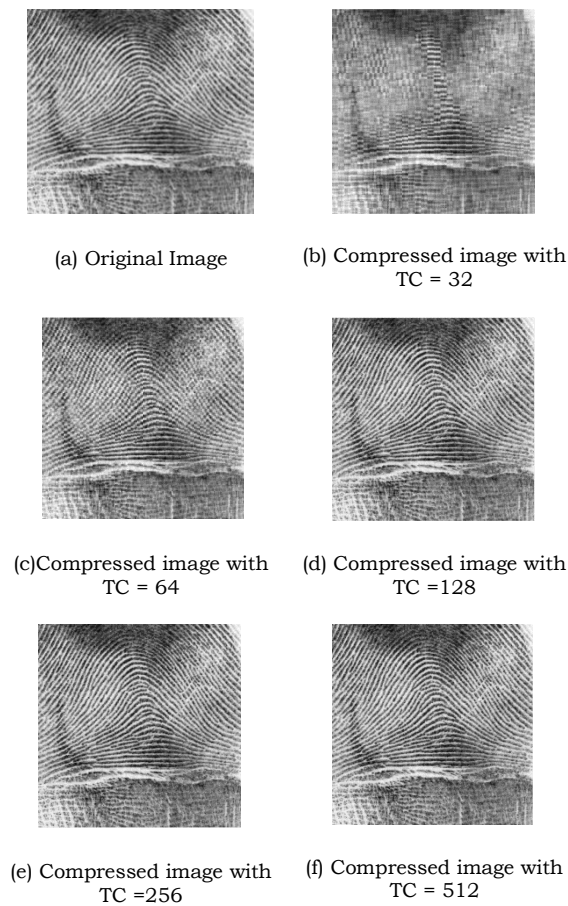 (a) Original Image
(b) Compressed image with
TC = 32
(c)Compressed image with
TC = 64
(d) Compressed image with
TC =128
(e) Compressed image with
TC =256
(f) Compressed image with
TC = 512